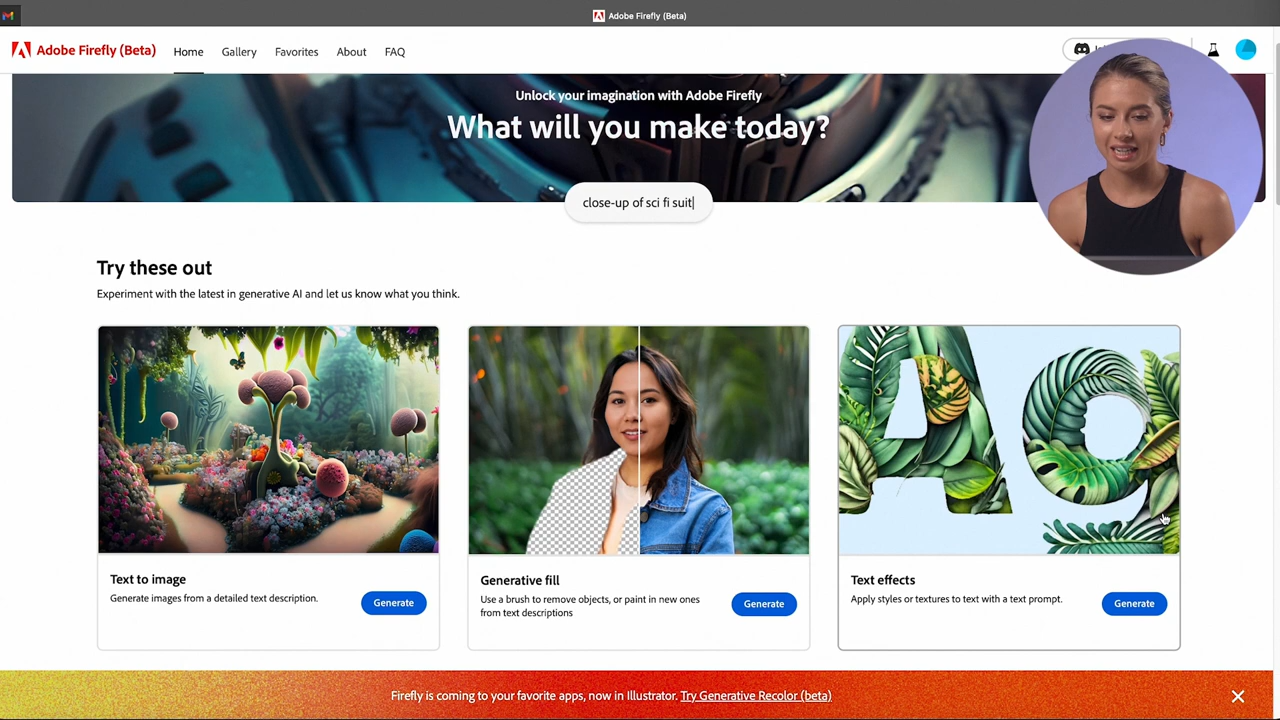 Adobe Firefly (Beta)
Adobe Firefly (Beta)
Home
Gallery
Favorites
About
FAQ
Unlock your imagination with Adobe Firefly
What will you make today?
close-up of sci fi suit
Try these out
Experiment with the latest in generative AI and let us know what you think.
Ag
Text to image
Generate images from a detailed text description.
Generate
Generative fill
Use a brush to remove objects, or paint in new ones
from text descriptions
Generate
Text effects
Apply styles or textures to text with a text prompt.
Generate
Firefly is coming to your favorite apps, now in Illustrator. Try Generative Recolor (beta)